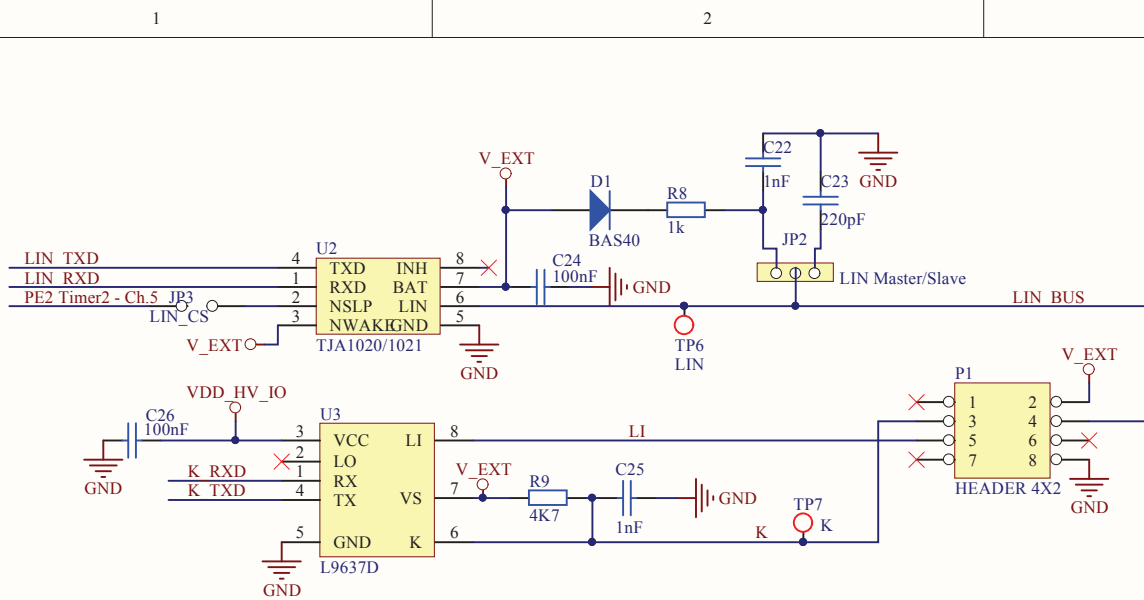 1 2
V_EXT
C22
1nF
C23
220pF
GND
D1
BAS40
R8
1k
JP2
LIN Master/Slave
U2
LIN_TXD 4 TXD INH 8
LIN_RXD 1 RXD BAT 7
PE2 Timer2 - Ch.5 JP3 2 NSLP LIN 6
LIN_CS
3 NWAKE GND 5
V_EXT
TJA1020/1021
GND
C24
100nF
GND
TP6
LIN
LIN_BUS
VDD_HV_IO
C26
100nF
GND
U3
3 VCC LI 8
2 LO
K_RXD 1 RX
K_TXD 4 TX VS 7
5 GND K 6
GND
L9637D
LI
V_EXT
R9
4K7
C25
1nF
GND
K
TP7
K
P1
V_EXT
1 2
3 4
5 6
7 8
HEADER 4X2
GND